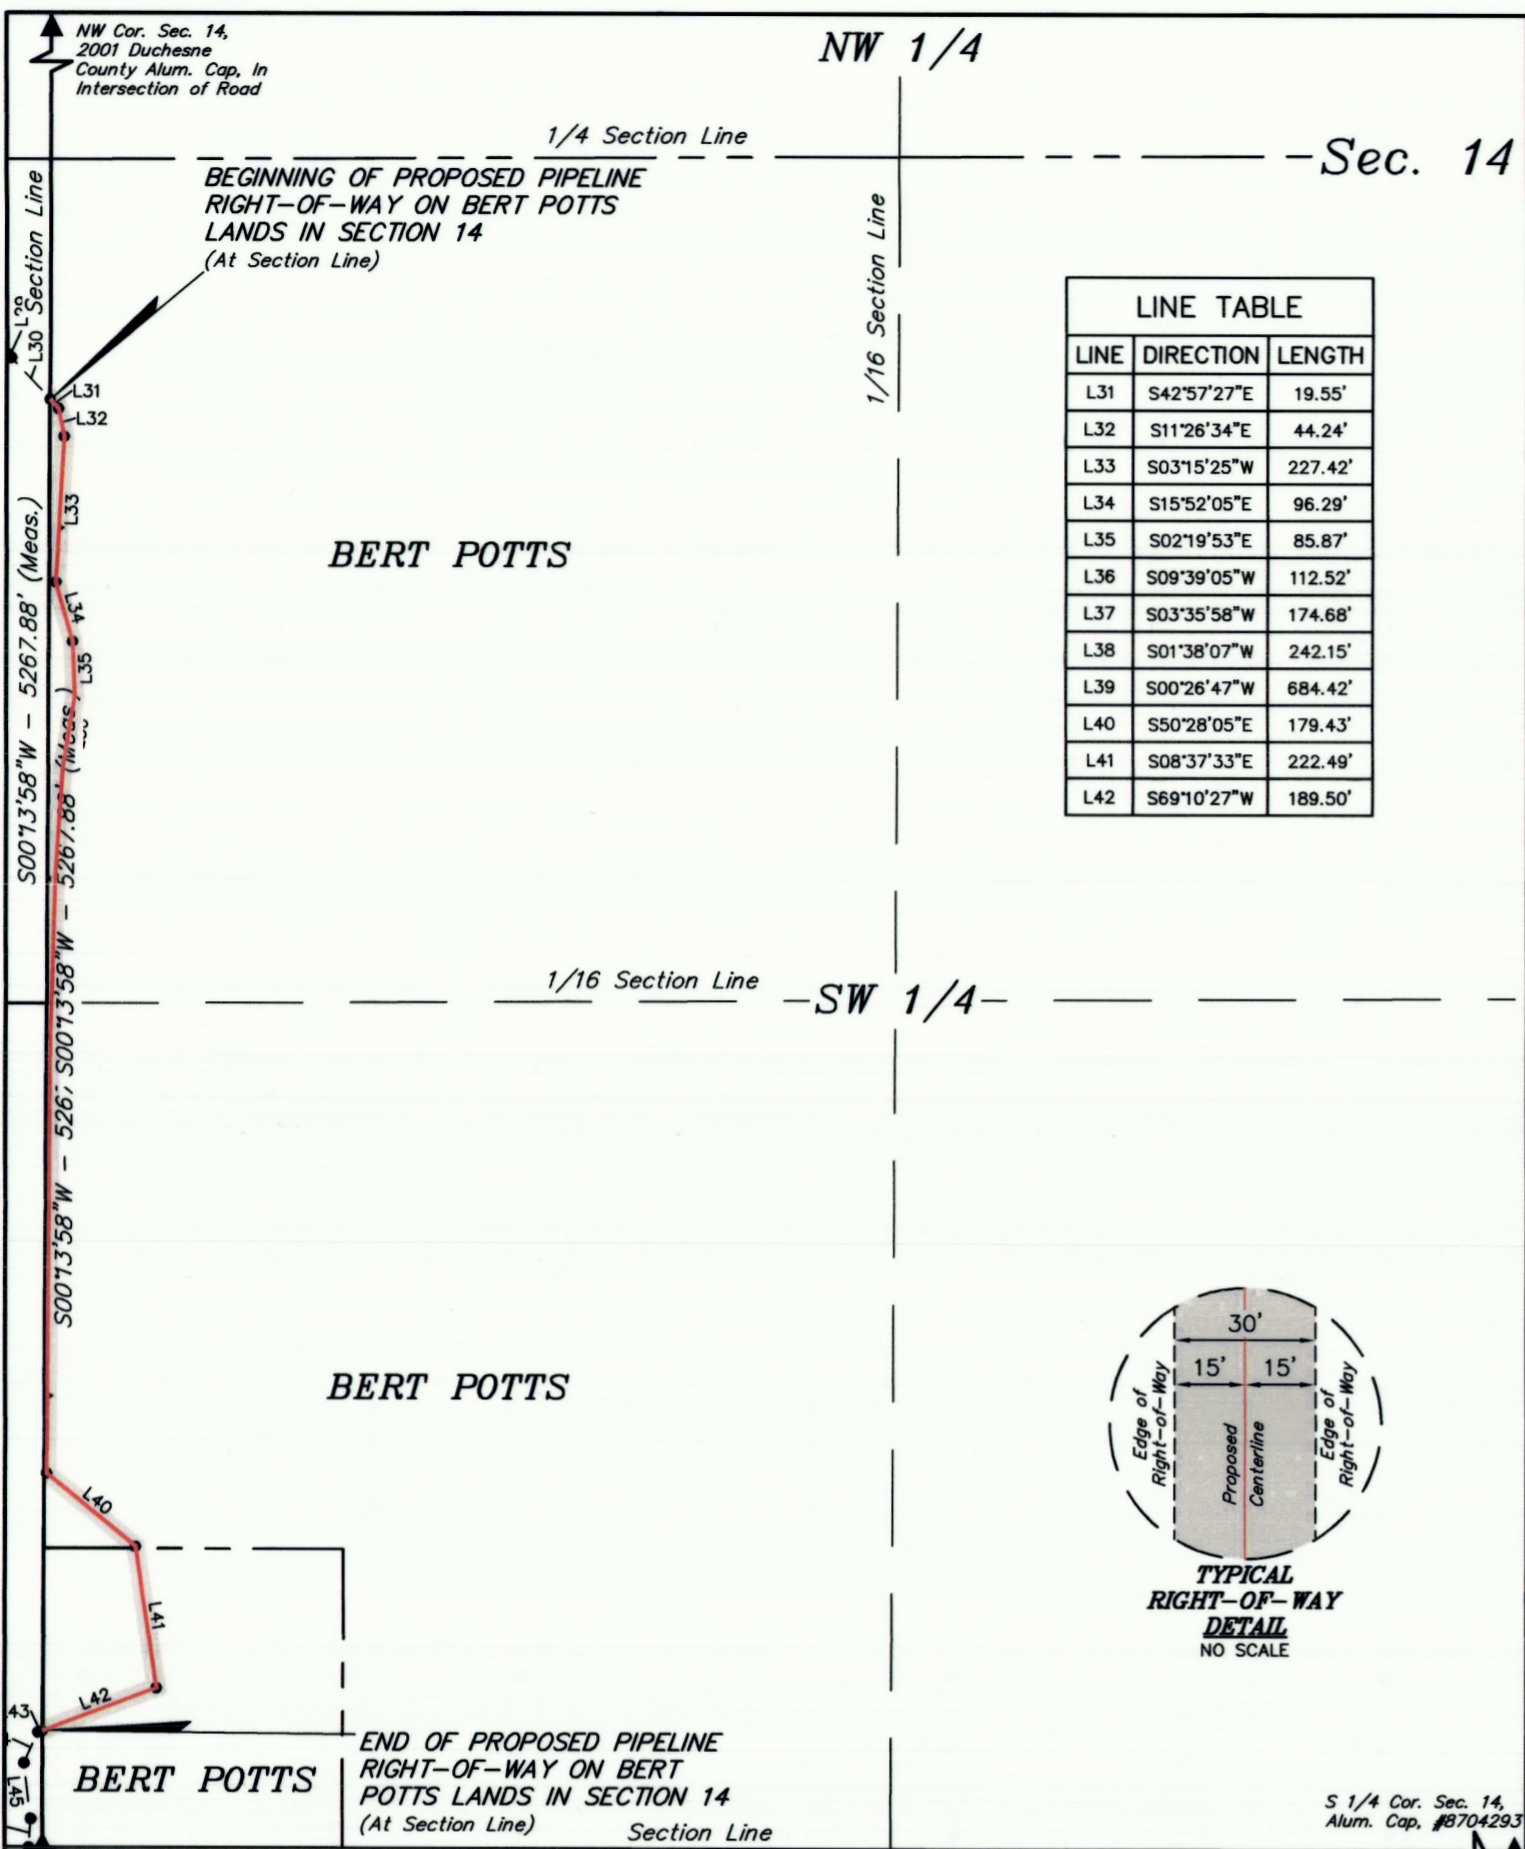 NW Cor. Sec. 14,
2001 Duchesne
County Alum. Cap, In
Intersection of Road
NW 1/4
1/4 Section Line
Sec. 14
BEGINNING OF PROPOSED PIPELINE
RIGHT-OF-WAY ON BERT POTTS
LANDS IN SECTION 14
(At Section Line)
Section Line
L30
L31
L32
L33
L34
L35
1/16 Section Line
LINE TABLE
LINE DIRECTION LENGTH
L31 S42°57'27"E 19.55'
L32 S11°26'34"E 44.24'
L33 S03°15'25"W 227.42'
L34 S15°52'05"E 96.29'
L35 S02°19'53"E 85.87'
L36 S09°39'05"W 112.52'
L37 S03°35'58"W 174.68'
L38 S01°38'07"W 242.15'
L39 S00°26'47"W 684.42'
L40 S50°28'05"E 179.43'
L41 S08°37'33"E 222.49'
L42 S69°10'27"W 189.50'
BERT POTTS
S00°13'58"W - 5267.88' (Meas.)
S00°13'58"W - 5267.88' (Meas.)
S00°13'58"W - 526
1/16 Section Line
SW 1/4
BERT POTTS
30'
15' 15'
Edge of
Right-of-Way
Proposed
Centerline
Edge of
Right-of-Way
TYPICAL
RIGHT-OF-WAY
DETAIL
NO SCALE
L40
L41
L42
43
L45
BERT POTTS
END OF PROPOSED PIPELINE
RIGHT-OF-WAY ON BERT
POTTS LANDS IN SECTION 14
(At Section Line)
Section Line
S 1/4 Cor. Sec. 14,
Alum. Cap, #8704293